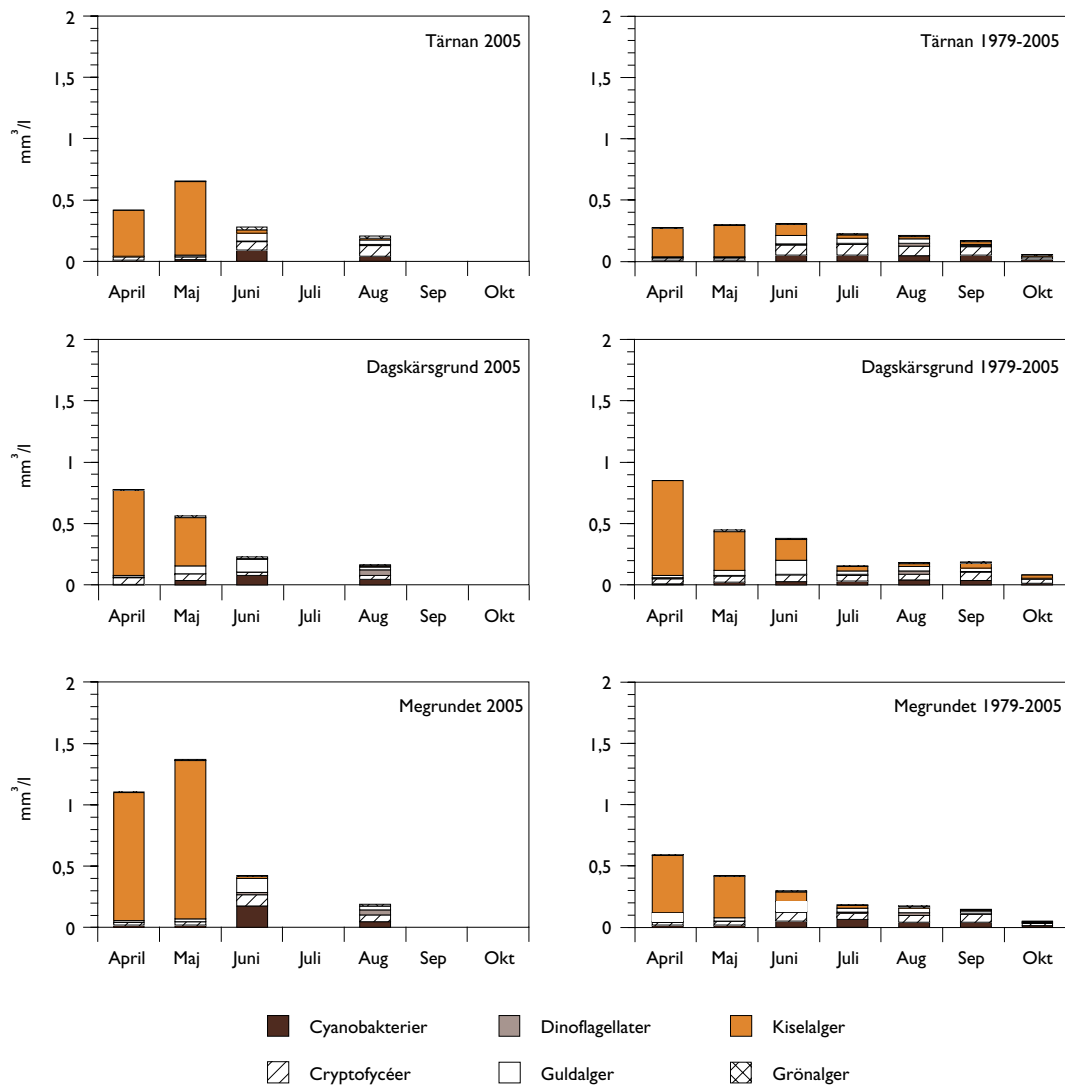 Tärnan 2005
2
1,5
1
0,5
0
mm³/l
April Maj Juni Juli Aug Sep Okt
Tärnan 1979-2005
2
1,5
1
0,5
0
April Maj Juni Juli Aug Sep Okt
Dagskärsgrund 2005
2
1,5
1
0,5
0
mm³/l
April Maj Juni Juli Aug Sep Okt
Dagskärsgrund 1979-2005
2
1,5
1
0,5
0
April Maj Juni Juli Aug Sep Okt
Megrundet 2005
2
1,5
1
0,5
0
mm³/l
April Maj Juni Juli Aug Sep Okt
Megrundet 1979-2005
2
1,5
1
0,5
0
April Maj Juni Juli Aug Sep Okt
Cyanobakterier Dinoflagellater Kiselalger
Cryptofycéer Guldalger Grönalger